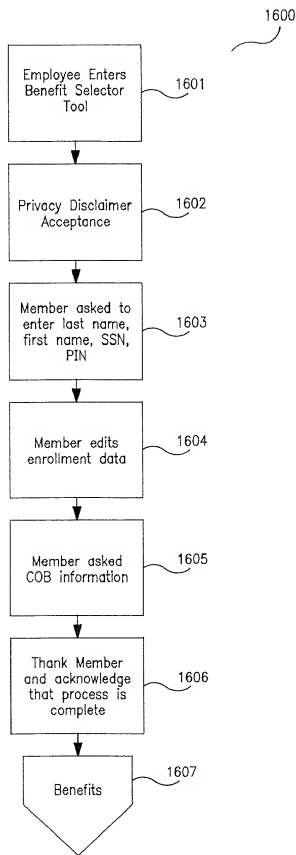 1600
Employee Enters
Benefit Selector
Tool
1601
Privacy Disclaimer
Acceptance
1602
Member asked to
enter last name,
first name, SSN,
PIN
1603
Member edits
enrollment data
1604
Member asked
COB information
1605
Thank Member
and acknowledge
that process is
complete
1606
Benefits
1607